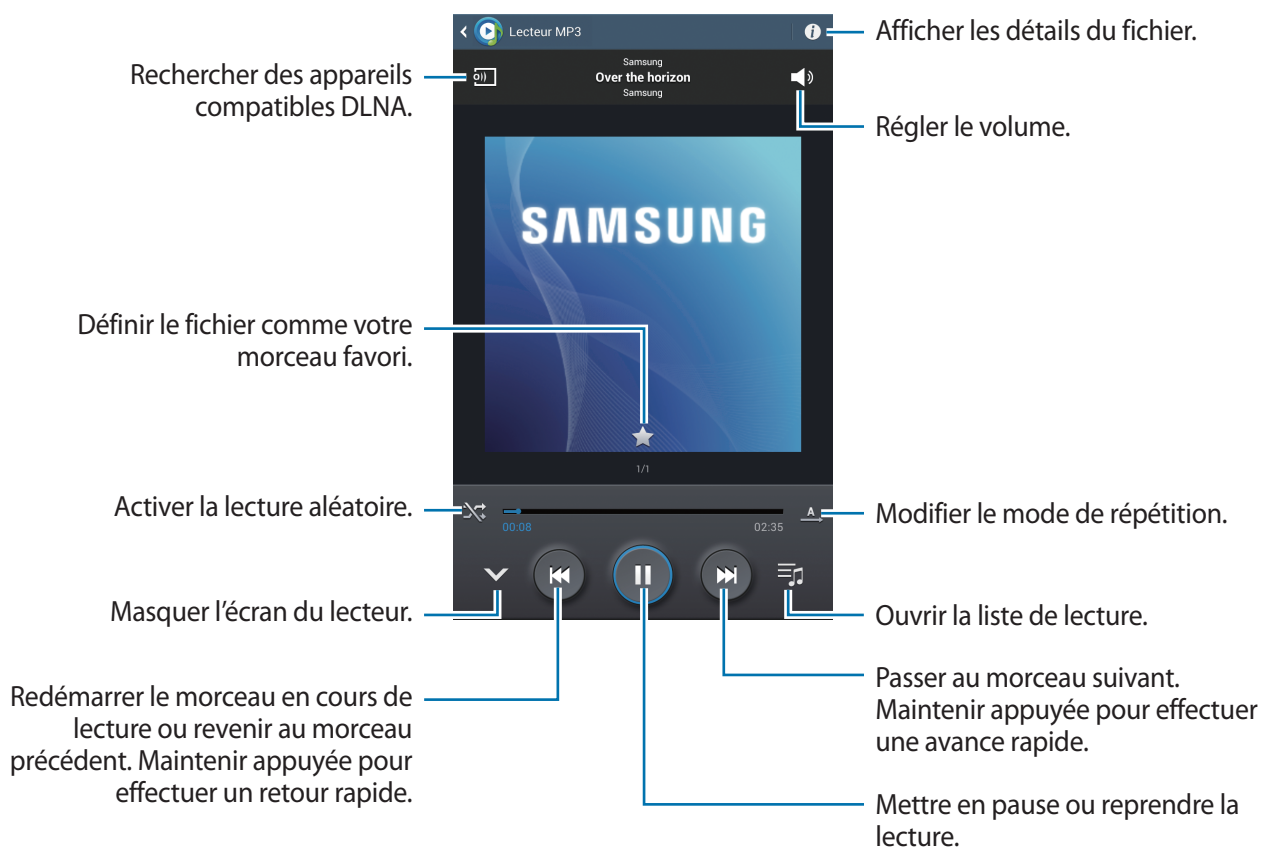 Lecteur MP3
Afficher les détails du fichier.
Rechercher des appareils
compatibles DLNA.
Samsung
Over the horizon
Samsung
Régler le volume.
SAMSUNG
Définir le fichier comme votre
morceau favori.
1/1
Activer la lecture aléatoire.
00:08
02:35
A
Modifier le mode de répétition.
Masquer l'écran du lecteur.
Ouvrir la liste de lecture.
Redémarrer le morceau en cours de
lecture ou revenir au morceau
précédent. Maintenir appuyée pour
effectuer un retour rapide.
Passer au morceau suivant.
Maintenir appuyée pour effectuer
une avance rapide.
Mettre en pause ou reprendre la
lecture.